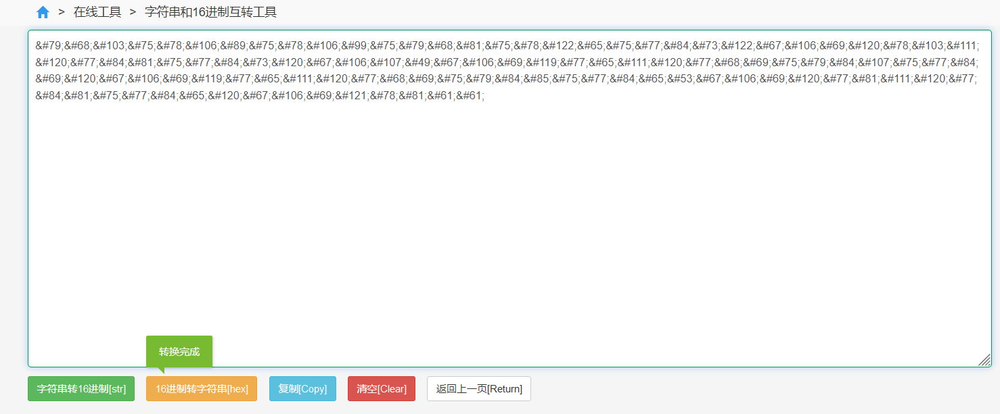 > 在线工具 > 字符串和16进制互转工具
&#79;&#68;&#103;&#75;&#78;&#106;&#89;&#75;&#78;&#106;&#99;&#75;&#79;&#68;&#81;&#75;&#78;&#122;&#65;&#75;&#77;&#84;&#73;&#122;&#67;&#106;&#69;&#120;&#78;&#103;&#111;
&#120;&#77;&#84;&#81;&#75;&#77;&#84;&#73;&#120;&#67;&#106;&#107;&#49;&#67;&#106;&#69;&#119;&#77;&#65;&#111;&#120;&#77;&#68;&#69;&#75;&#79;&#84;&#107;&#75;&#77;&#84;
&#69;&#120;&#67;&#106;&#69;&#119;&#77;&#65;&#111;&#120;&#77;&#68;&#69;&#75;&#79;&#84;&#85;&#75;&#77;&#84;&#65;&#53;&#67;&#106;&#69;&#120;&#77;&#81;&#111;&#120;&#77;
&#84;&#81;&#75;&#77;&#84;&#65;&#120;&#67;&#106;&#69;&#121;&#78;&#81;&#61;&#61;
转换完成
字符串转16进制[str] 16进制转字符串[hex] 复制[Copy] 清空[Clear] 返回上一页[Return]